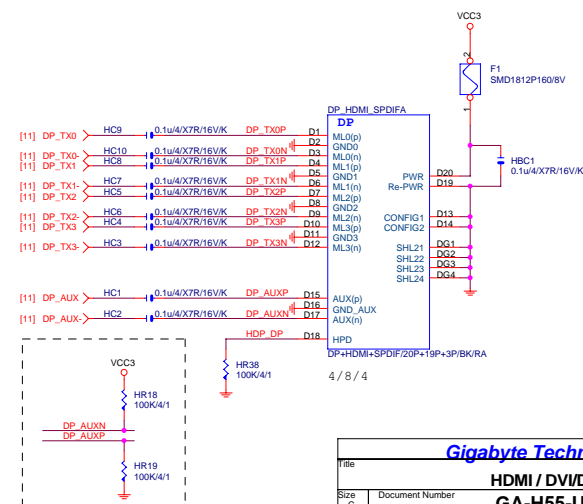 VCC3
2
F1
SMD1812P160/8V
1
DP_HDMI_SPDIFA
DP
[11] DP_TX0 HC9 0.1u/4/X7R/16V/K DP_TX0P D1 ML0(p)
D2 GND0
[11] DP_TX0- HC10 0.1u/4/X7R/16V/K DP_TX0N D3 ML0(n)
[11] DP_TX1 HC8 0.1u/4/X7R/16V/K DP_TX1P D4 ML1(p)
D5 GND1
[11] DP_TX1- HC7 0.1u/4/X7R/16V/K DP_TX1N D6 ML1(n)
[11] DP_TX2 HC5 0.1u/4/X7R/16V/K DP_TX2P D7 ML2(p)
D8 GND2
[11] DP_TX2- HC6 0.1u/4/X7R/16V/K DP_TX2N D9 ML2(n)
[11] DP_TX3 HC4 0.1u/4/X7R/16V/K DP_TX3P D10 ML3(p)
D11 GND3
[11] DP_TX3- HC3 0.1u/4/X7R/16V/K DP_TX3N D12 ML3(n)
PWR D20
Re-PWR D19
HBC1
0.1u/4/X7R/16V/K
CONFIG1 D13
CONFIG2 D14
SHL21 DG1
SHL22 DG2
SHL23 DG3
SHL24 DG4
[11] DP_AUX HC1 0.1u/4/X7R/16V/K DP_AUXP D15 AUX(p)
D16 GND_AUX
[11] DP_AUX- HC2 0.1u/4/X7R/16V/K DP_AUXN D17 AUX(n)
HDP_DP D18 HPD
DP+HDMI+SPDIF/20P+19P+3P/BK/RA
HR38
100K/4/1
4/8/4
VCC3
HR18
100K/4/1
DP_AUXN
DP_AUXP
HR19
100K/4/1
Gigabyte Techn
Title
HDMI / DVI/D
Size
Document Number